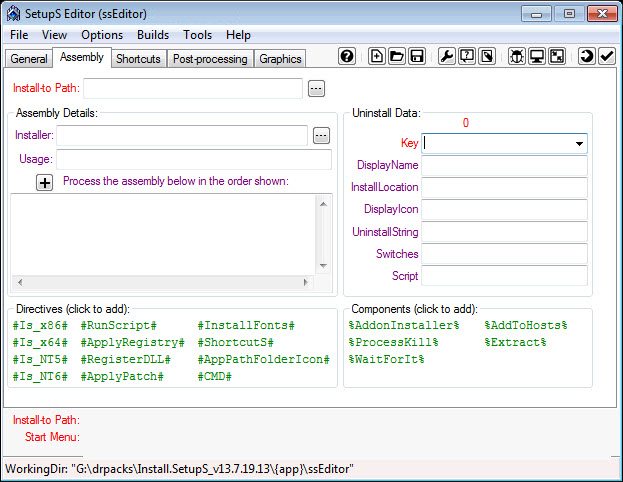 SetupS Editor (ssEditor)
File View Options Builds Tools Help
General Assembly Shortcuts Post-processing Graphics
Install-to Path:
Assembly Details:
Installer:
Usage:
Process the assembly below in the order shown:
Uninstall Data:
0
Key
DisplayName
InstallLocation
DisplayIcon
UninstallString
Switches
Script
Directives (click to add):
#Is_x86# #RunScript# #InstallFonts#
#Is_x64# #ApplyRegistry# #ShortcutS#
#Is_NT5# #RegisterDLL# #AppPathFolderIcon#
#Is_NT6# #ApplyPatch# #CMD#
Components (click to add):
%AddonInstaller% %AddToHosts%
%ProcessKill% %Extract%
%WaitForIt%
Install-to Path:
Start Menu:
WorkingDir: "G:\drpacks\Install.SetupS_v13.7.19.13\{app}\ssEditor"